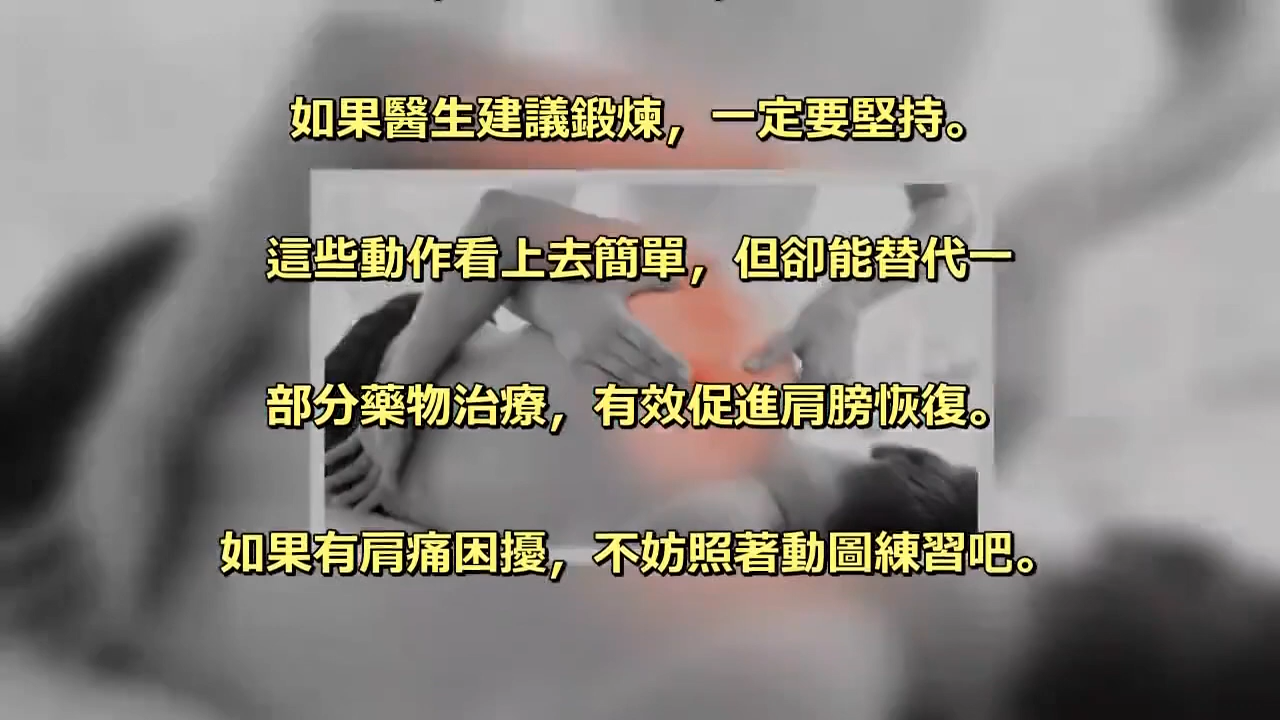 如果醫生建議鍛煉，一定要堅持。
這些動作看上去簡單，但卻能替代一
部分藥物治療，有效促進肩膀恢復。
如果有肩痛困擾，不妨照著動圖練習吧。